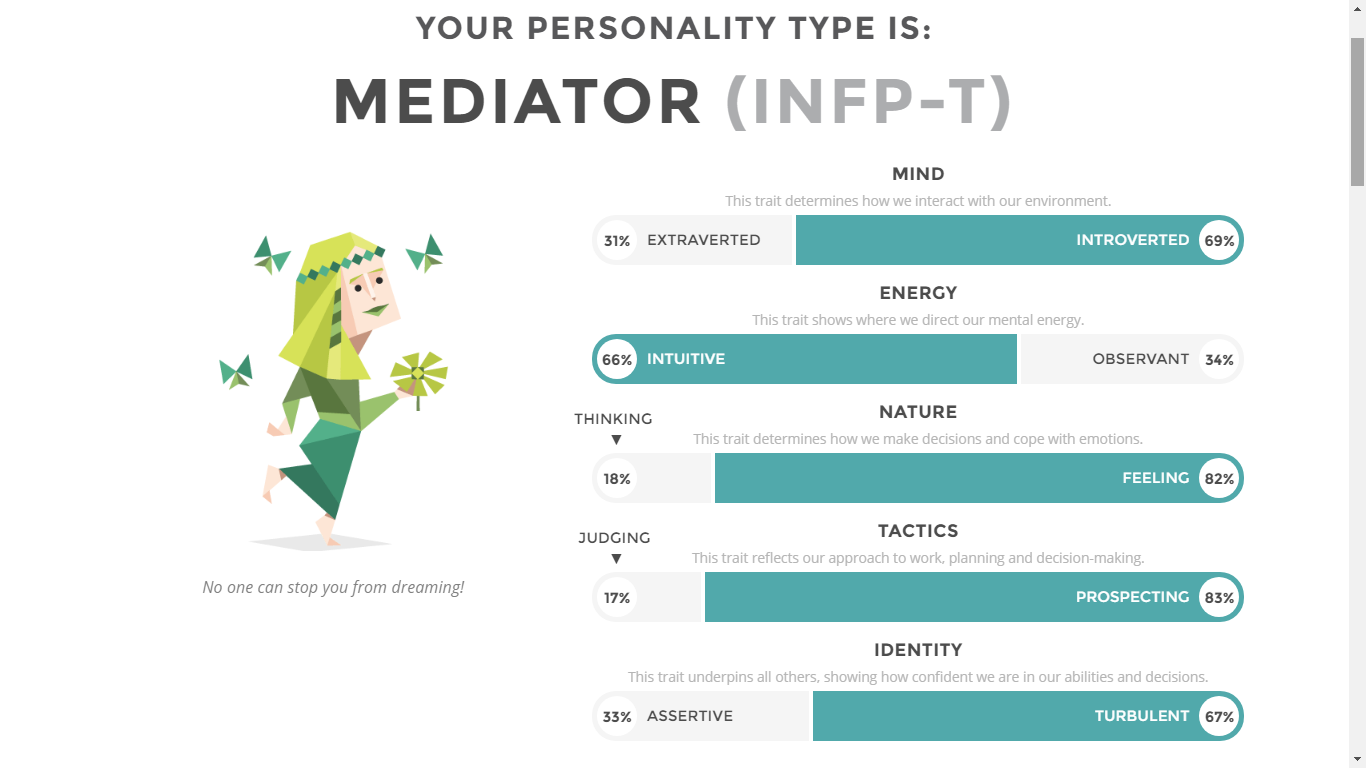 YOUR PERSONALITY TYPE IS:
MEDIATOR (INFP-T)
MIND
This trait determines how we interact with our environment.
31% EXTRAVERTED INTROVERTED 69%
ENERGY
This trait shows where we direct our mental energy.
66% INTUITIVE OBSERVANT 34%
NATURE
THINKING
This trait determines how we make decisions and cope with emotions.
18% FEELING 82%
TACTICS
JUDGING
This trait reflects our approach to work, planning and decision-making.
17% PROSPECTING 83%
No one can stop you from dreaming!
IDENTITY
This trait underpins all others, showing how confident we are in our abilities and decisions.
33% ASSERTIVE TURBULENT 67%